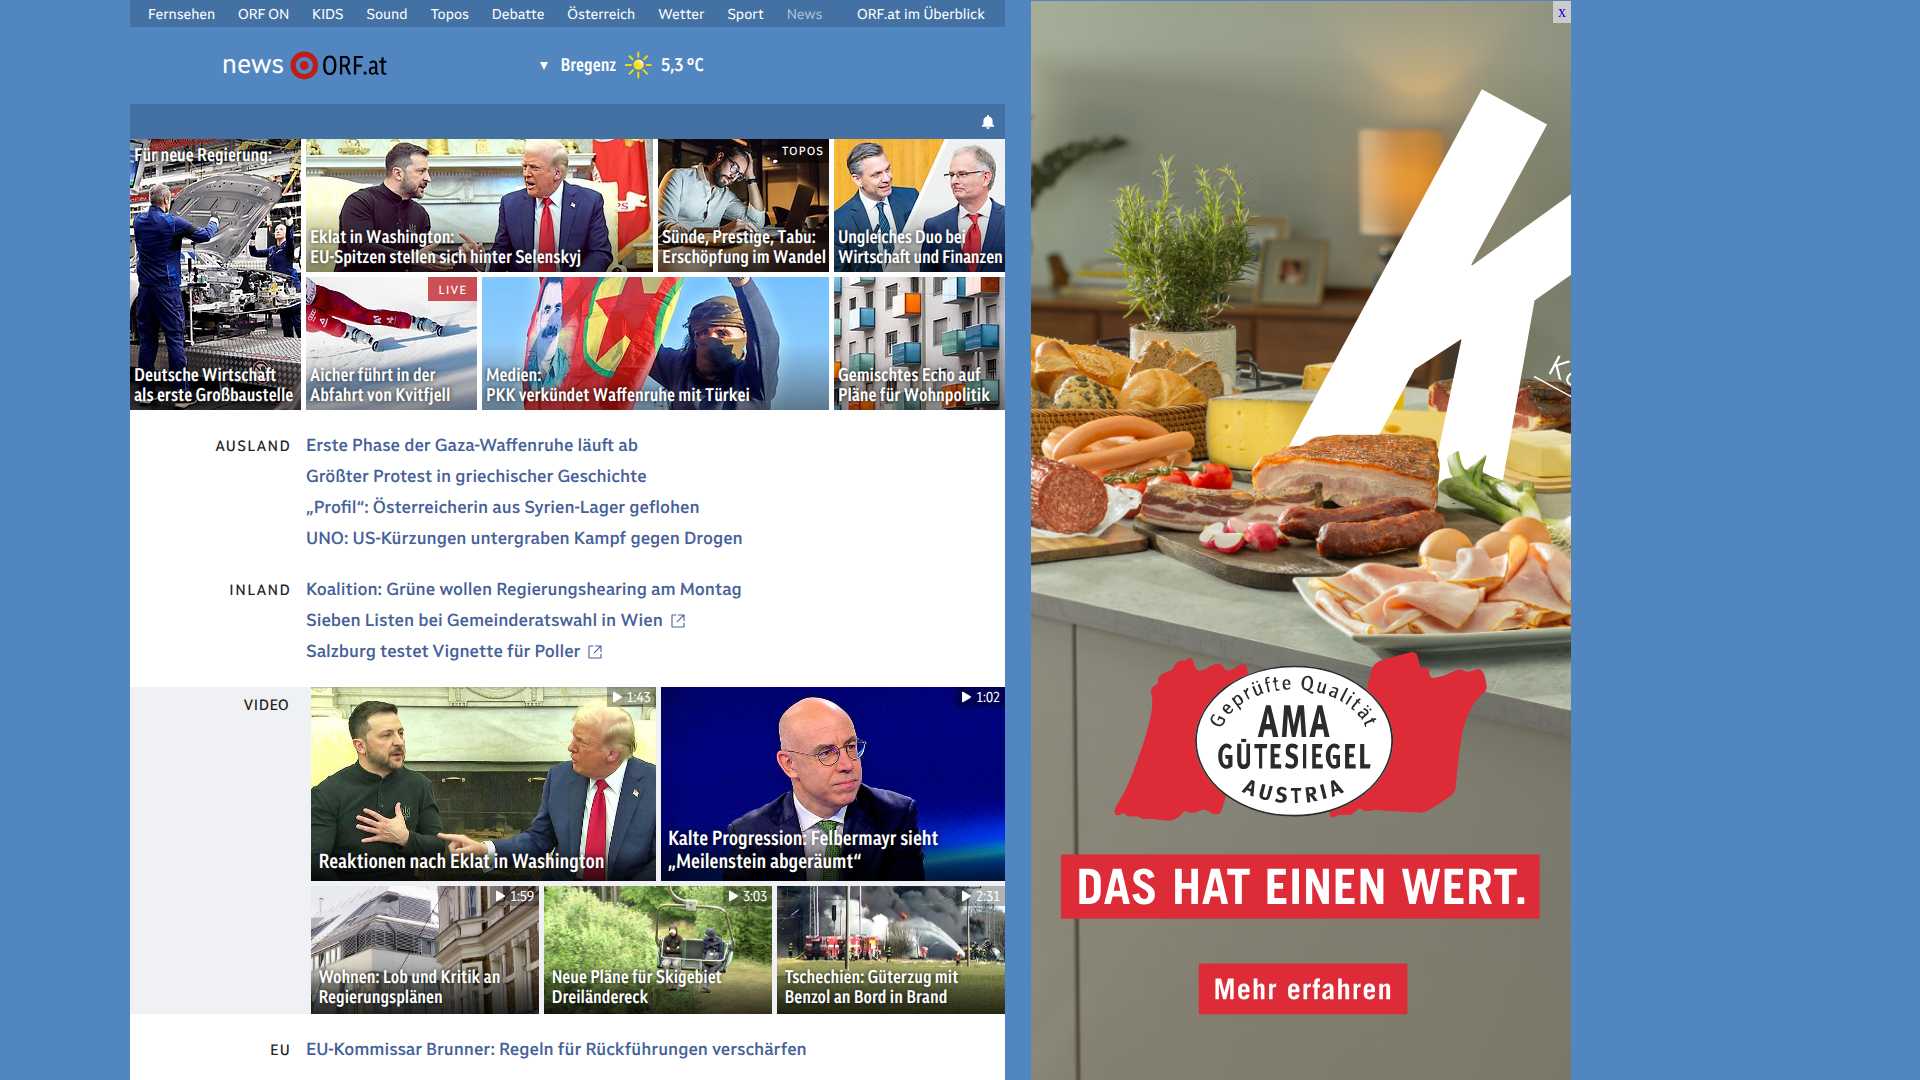 Fernsehen ORF ON KIDS Sound Topos Debatte Österreich Wetter Sport News ORF.at im Überblick
news ORF.at
▼ Bregenz 5,3 °C
Für neue Regierung:
Deutsche Wirtschaft
als erste Großbaustelle
Eklat in Washington:
EU-Spitzen stellen sich hinter Selenskyj
TOPOS
Sünde, Prestige, Tabu:
Erschöpfung im Wandel
Ungleiches Duo bei
Wirtschaft und Finanzen
LIVE
Aicher führt in der
Abfahrt von Kvitfjell
Medien:
PKK verkündet Waffenruhe mit Türkei
Gemischtes Echo auf
Pläne für Wohnpolitik
AUSLAND
Erste Phase der Gaza-Waffenruhe läuft ab
Größter Protest in griechischer Geschichte
„Profil“: Österreicherin aus Syrien-Lager geflohen
UNO: US-Kürzungen untergraben Kampf gegen Drogen
INLAND
Koalition: Grüne wollen Regierungshearing am Montag
Sieben Listen bei Gemeinderatswahl in Wien
Salzburg testet Vignette für Poller
VIDEO
1:43
Reaktionen nach Eklat in Washington
1:02
Kalte Progression: Felbermayr sieht
„Meilenstein abgeräumt“
1:59
Wohnen: Lob und Kritik an
Regierungsplänen
3:03
Neue Pläne für Skigebiet
Dreiländereck
2:31
Tschechien: Güterzug mit
Benzol an Bord in Brand
EU
EU-Kommissar Brunner: Regeln für Rückführungen verschärfen
x
K
Geprüfte Qualität
AMA
GÜTESIEGEL
AUSTRIA
DAS HAT EINEN WERT.
Mehr erfahren